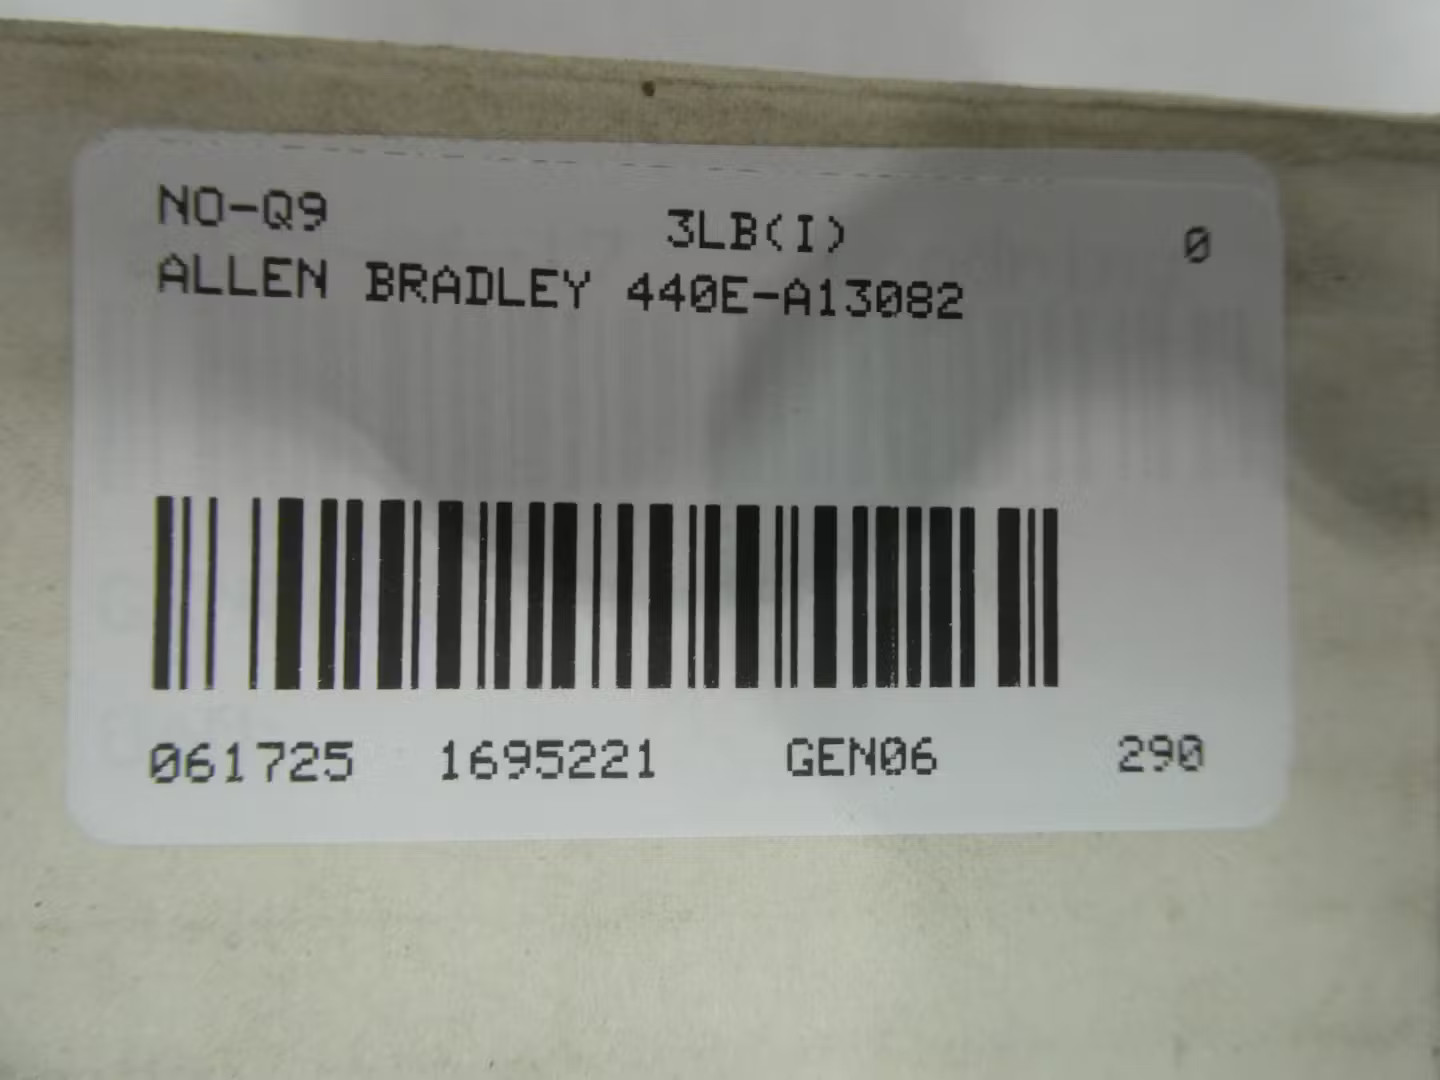 NO-Q9 3LB(I) 0
ALLEN BRADLEY 440E-A13082
061725 1695221 GEN06 290